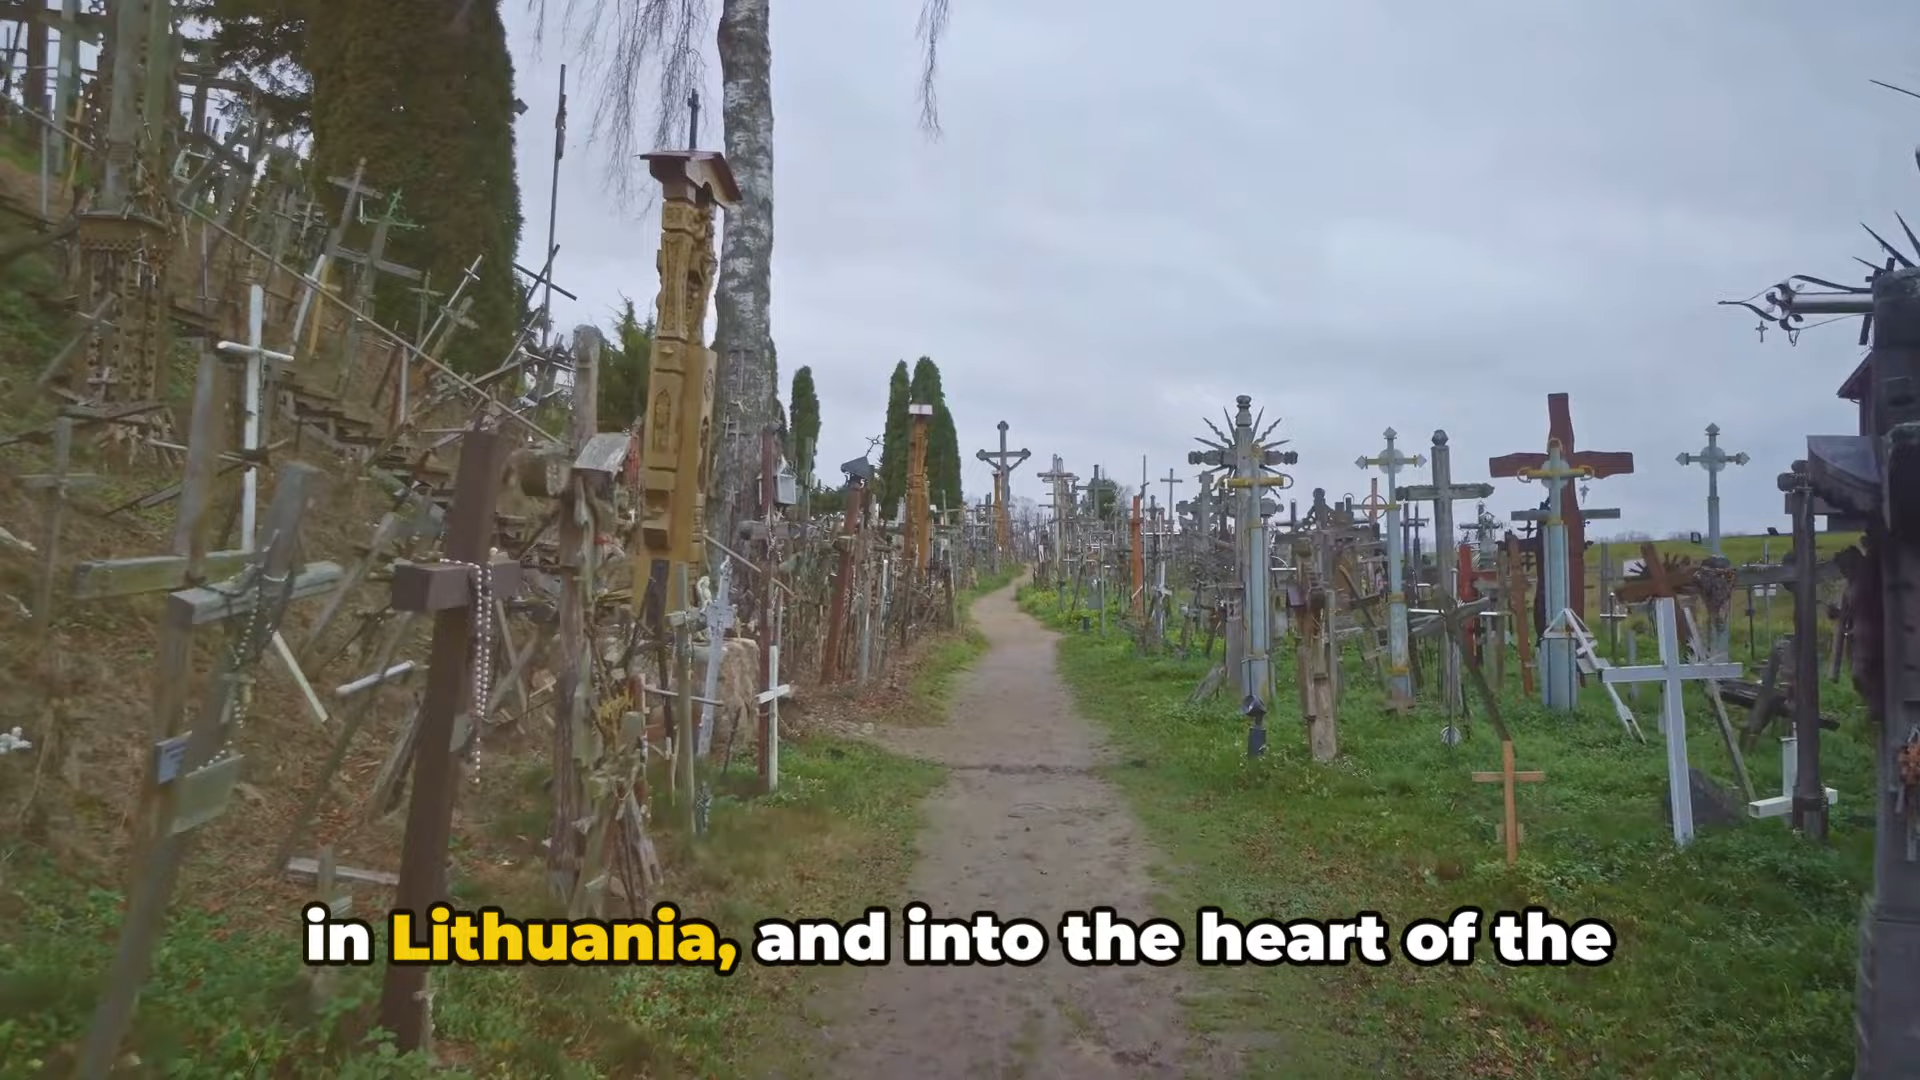 in Lithuania, and into the heart of the